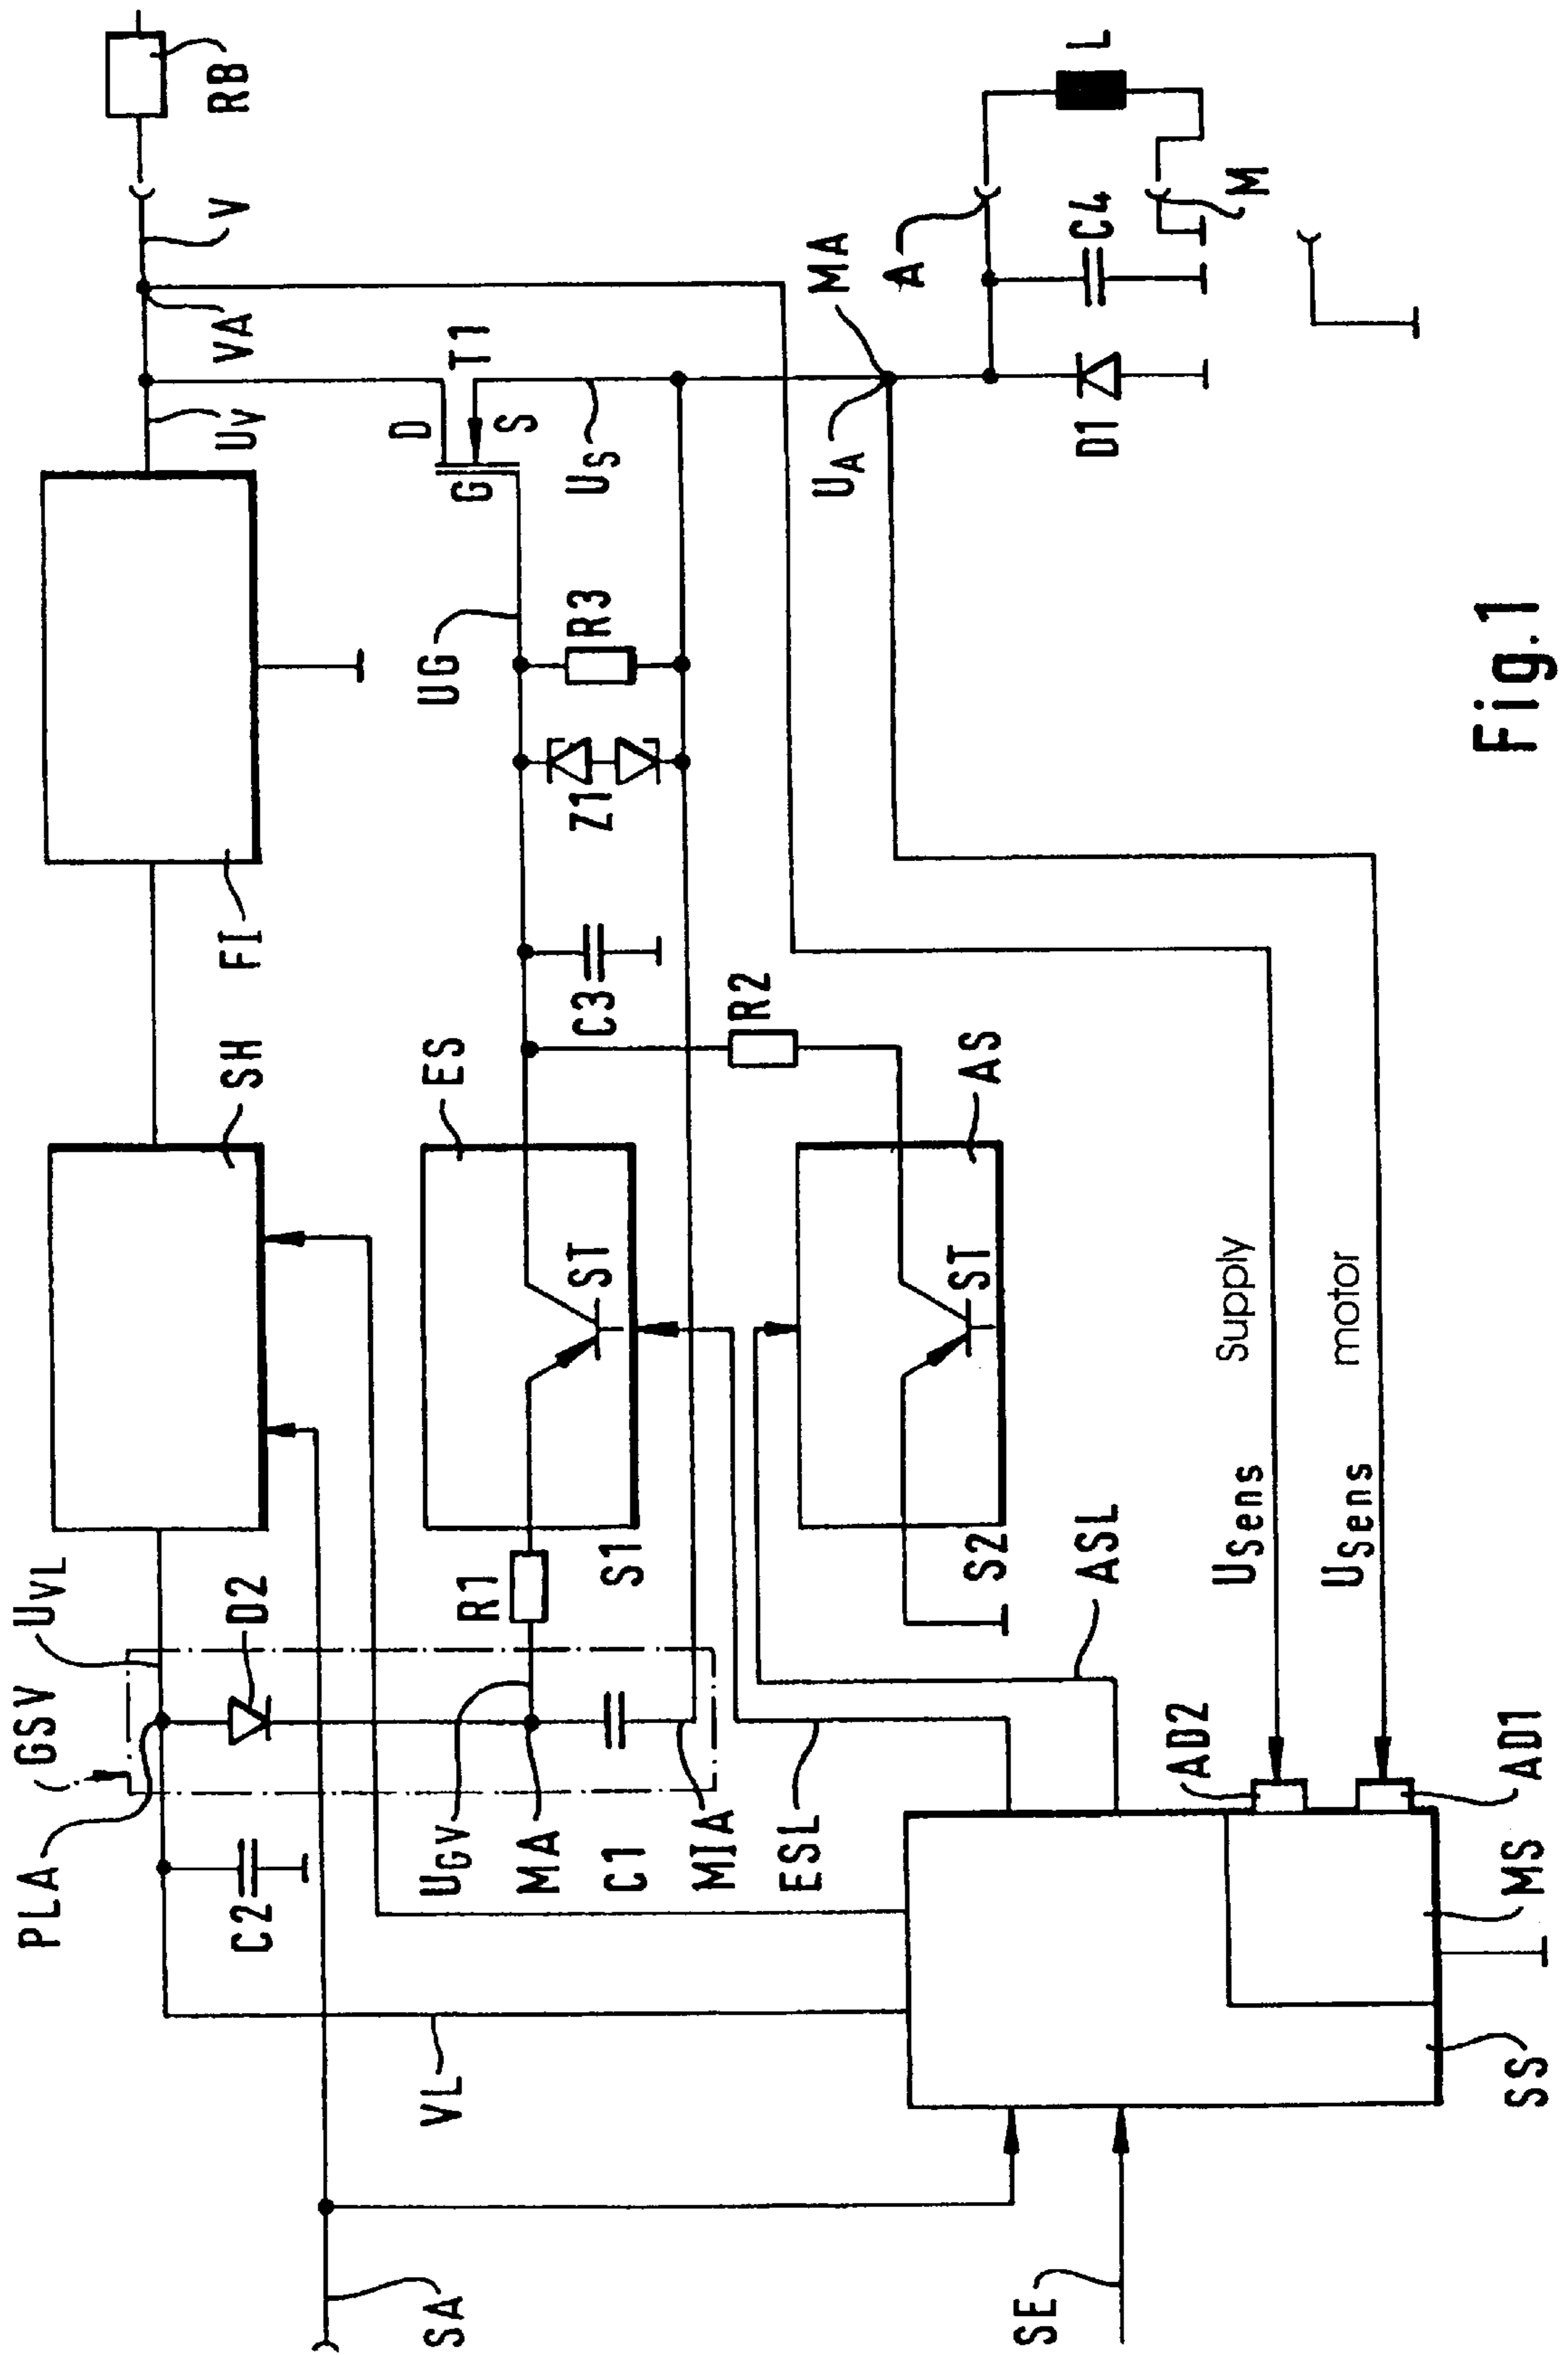 PLA
GSV
UVL
C2
D2
SH
FI
UV
VA
V
RB
SA
VL
UGV
R1
ES
UG
G
D
T1
S
MA
C1
S1
ST
C3
Z1
R3
US
MIA
R2
ESL
UA
MA
A
S2
ST
AS
SE
ASL
D1
C4
L
AD2
USens Supply
M
USens motor
SS
MS
AD1
Fig.1